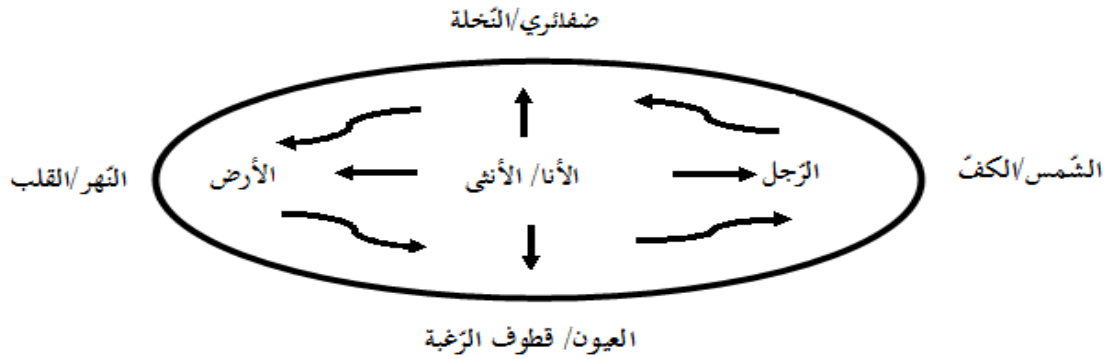 ضفائري/النّخلة
الشّمس/الكفّ
الرّجل
الأنا/ الأنثى
الأرض
النّهر/القلب
العيون/ قطوف الرّغبة